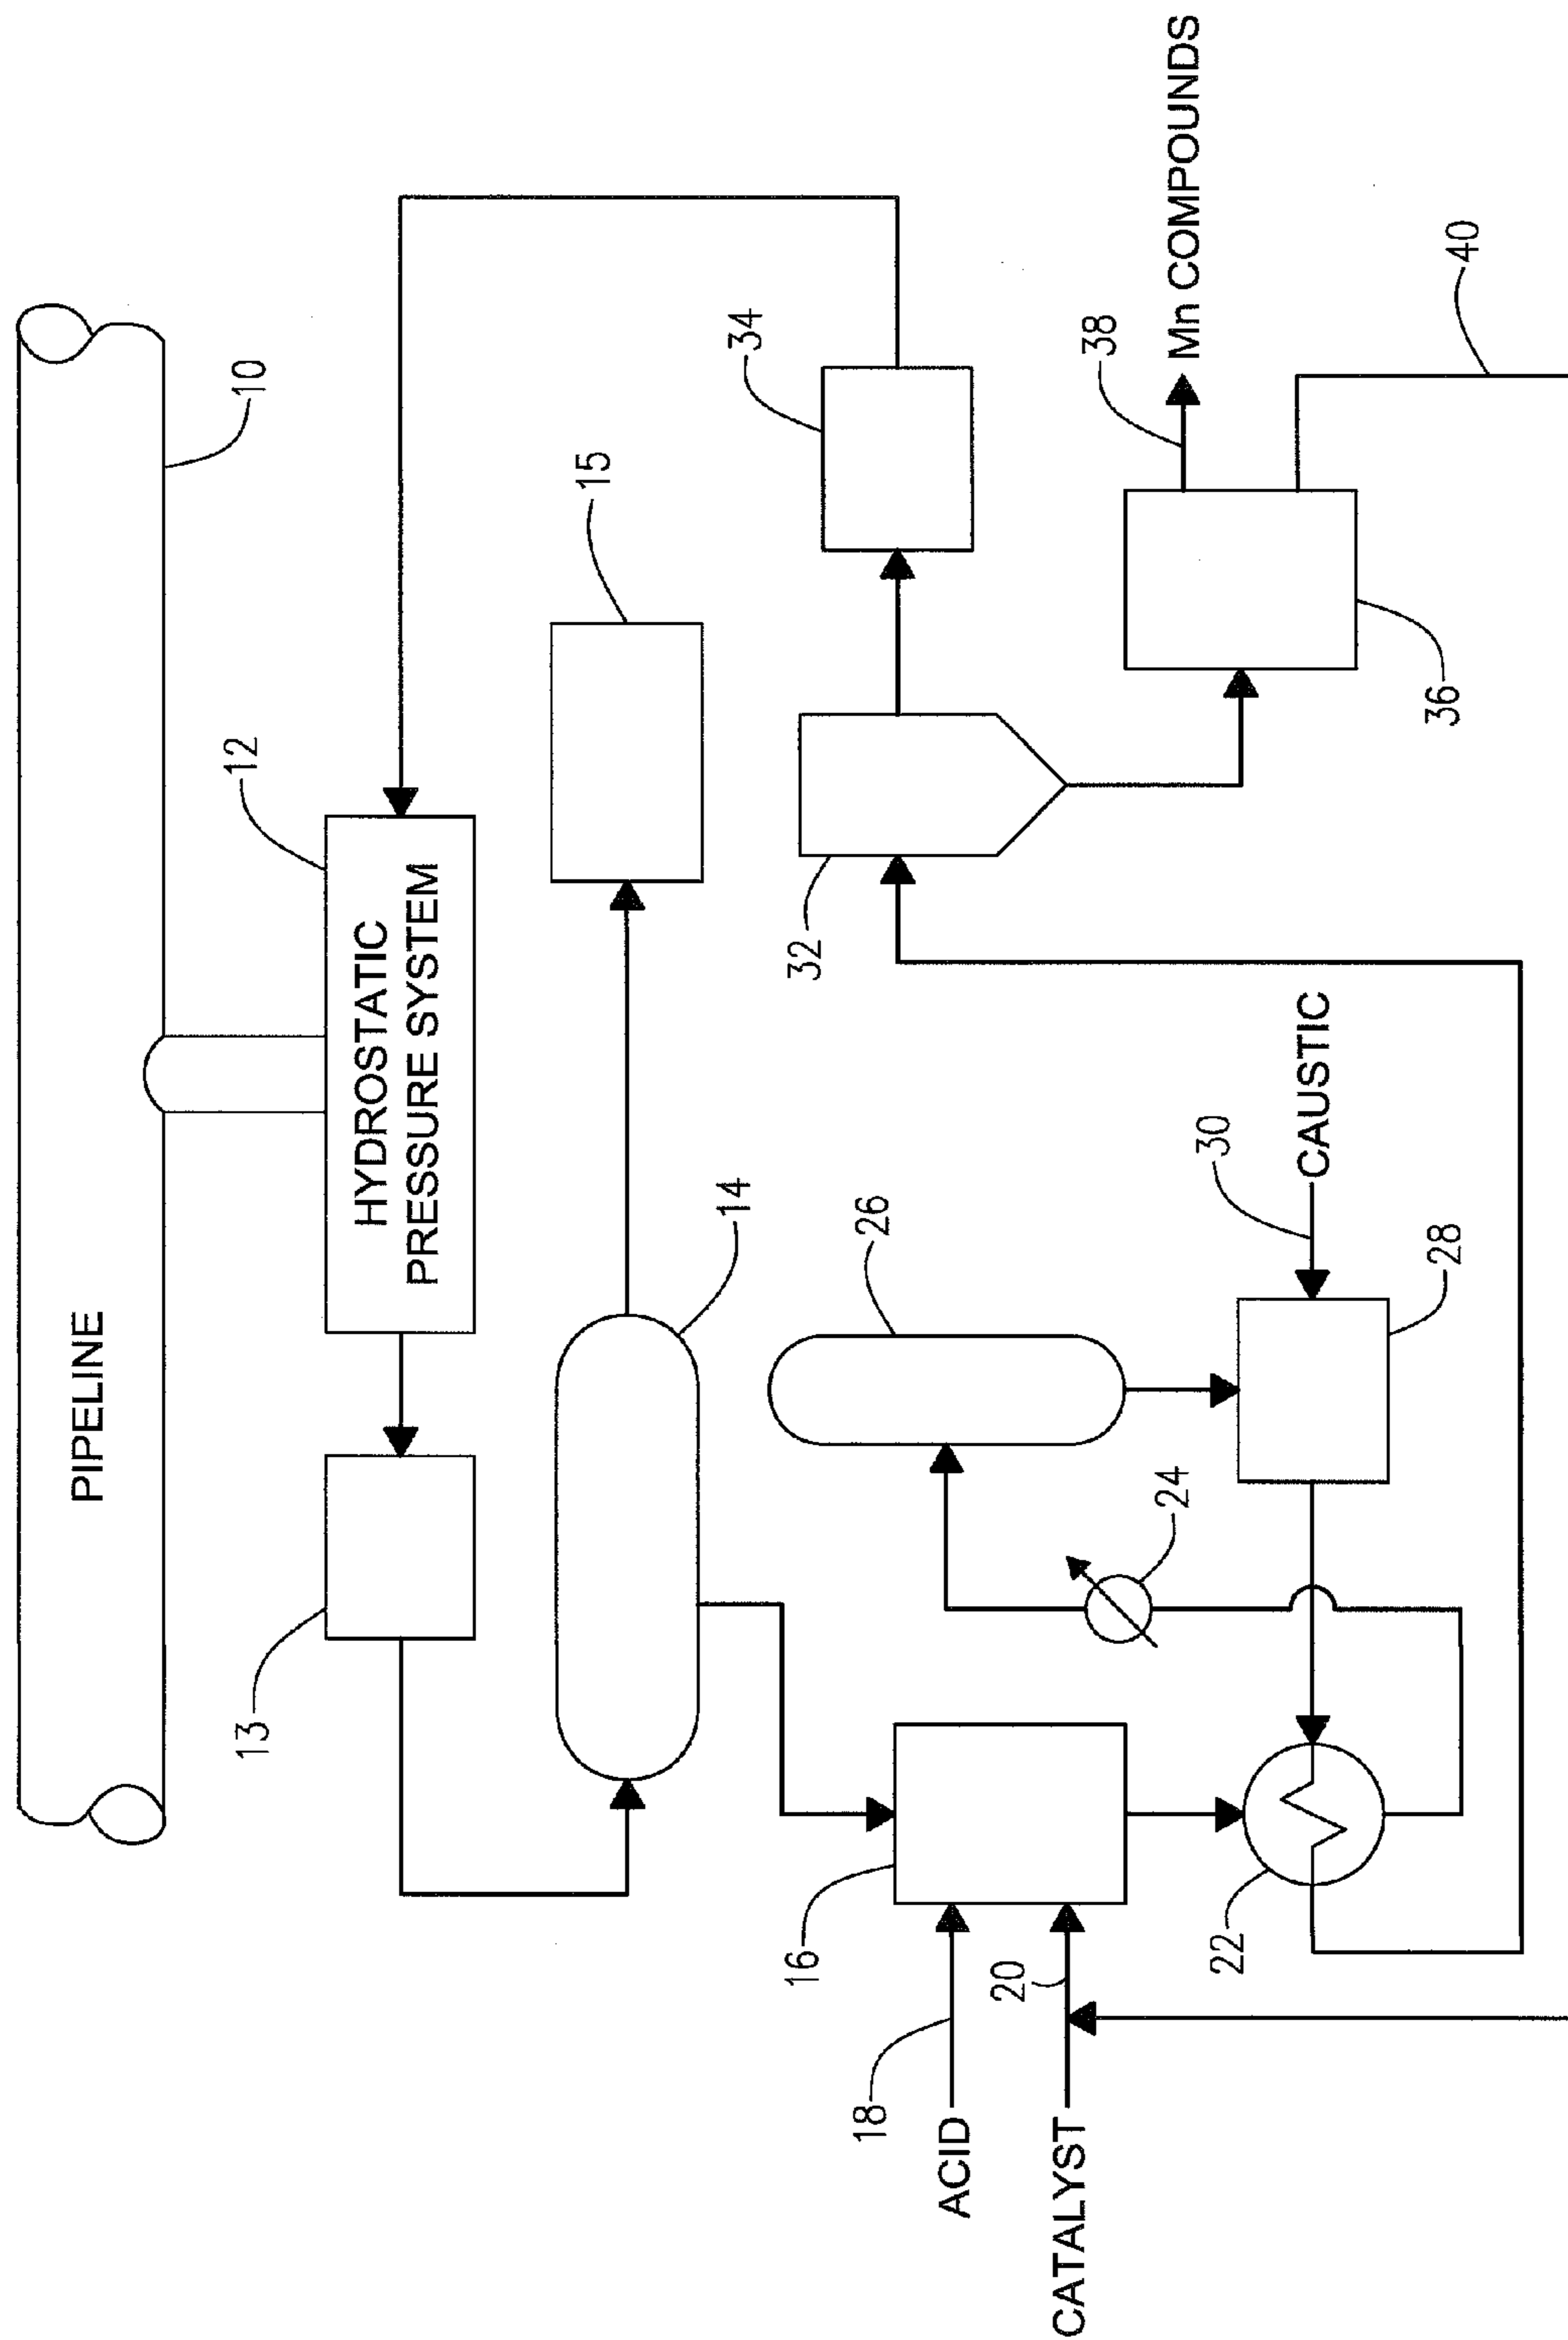 PIPELINE
10
12
HYDROSTATIC
PRESSURE SYSTEM
13
14
15
34
32
26
16
18
ACID
20
CATALYST
24
38
Mn COMPOUNDS
22
30
CAUSTIC
28
36
40